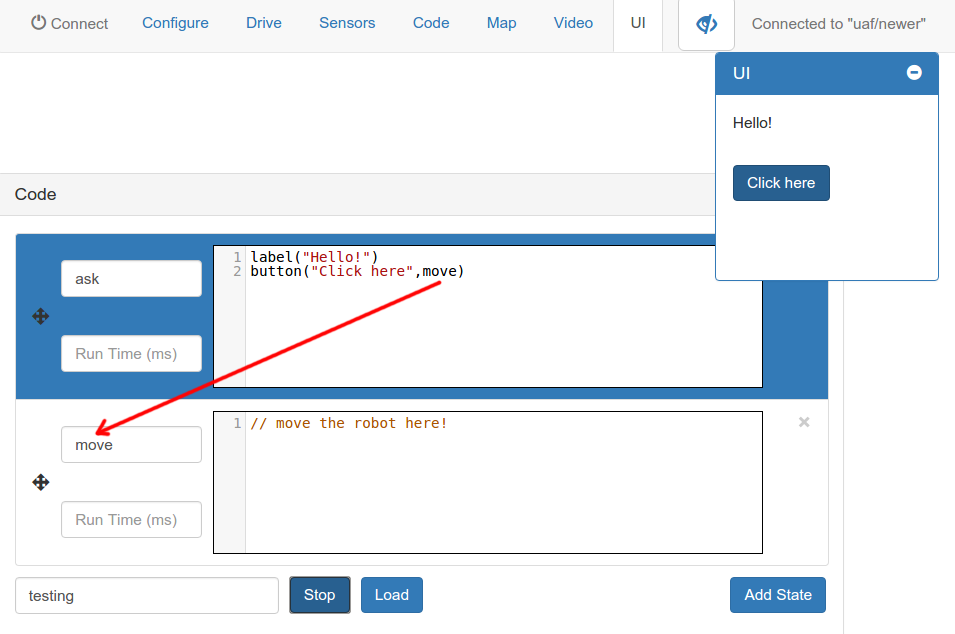 Connect Configure Drive Sensors Code Map Video UI Connected to "uaf/newer"
UI
Hello!
Click here
Code
ask
Run Time (ms)
1 label("Hello!")
2 button("Click here",move)
move
Run Time (ms)
1 // move the robot here!
testing Stop Load Add State